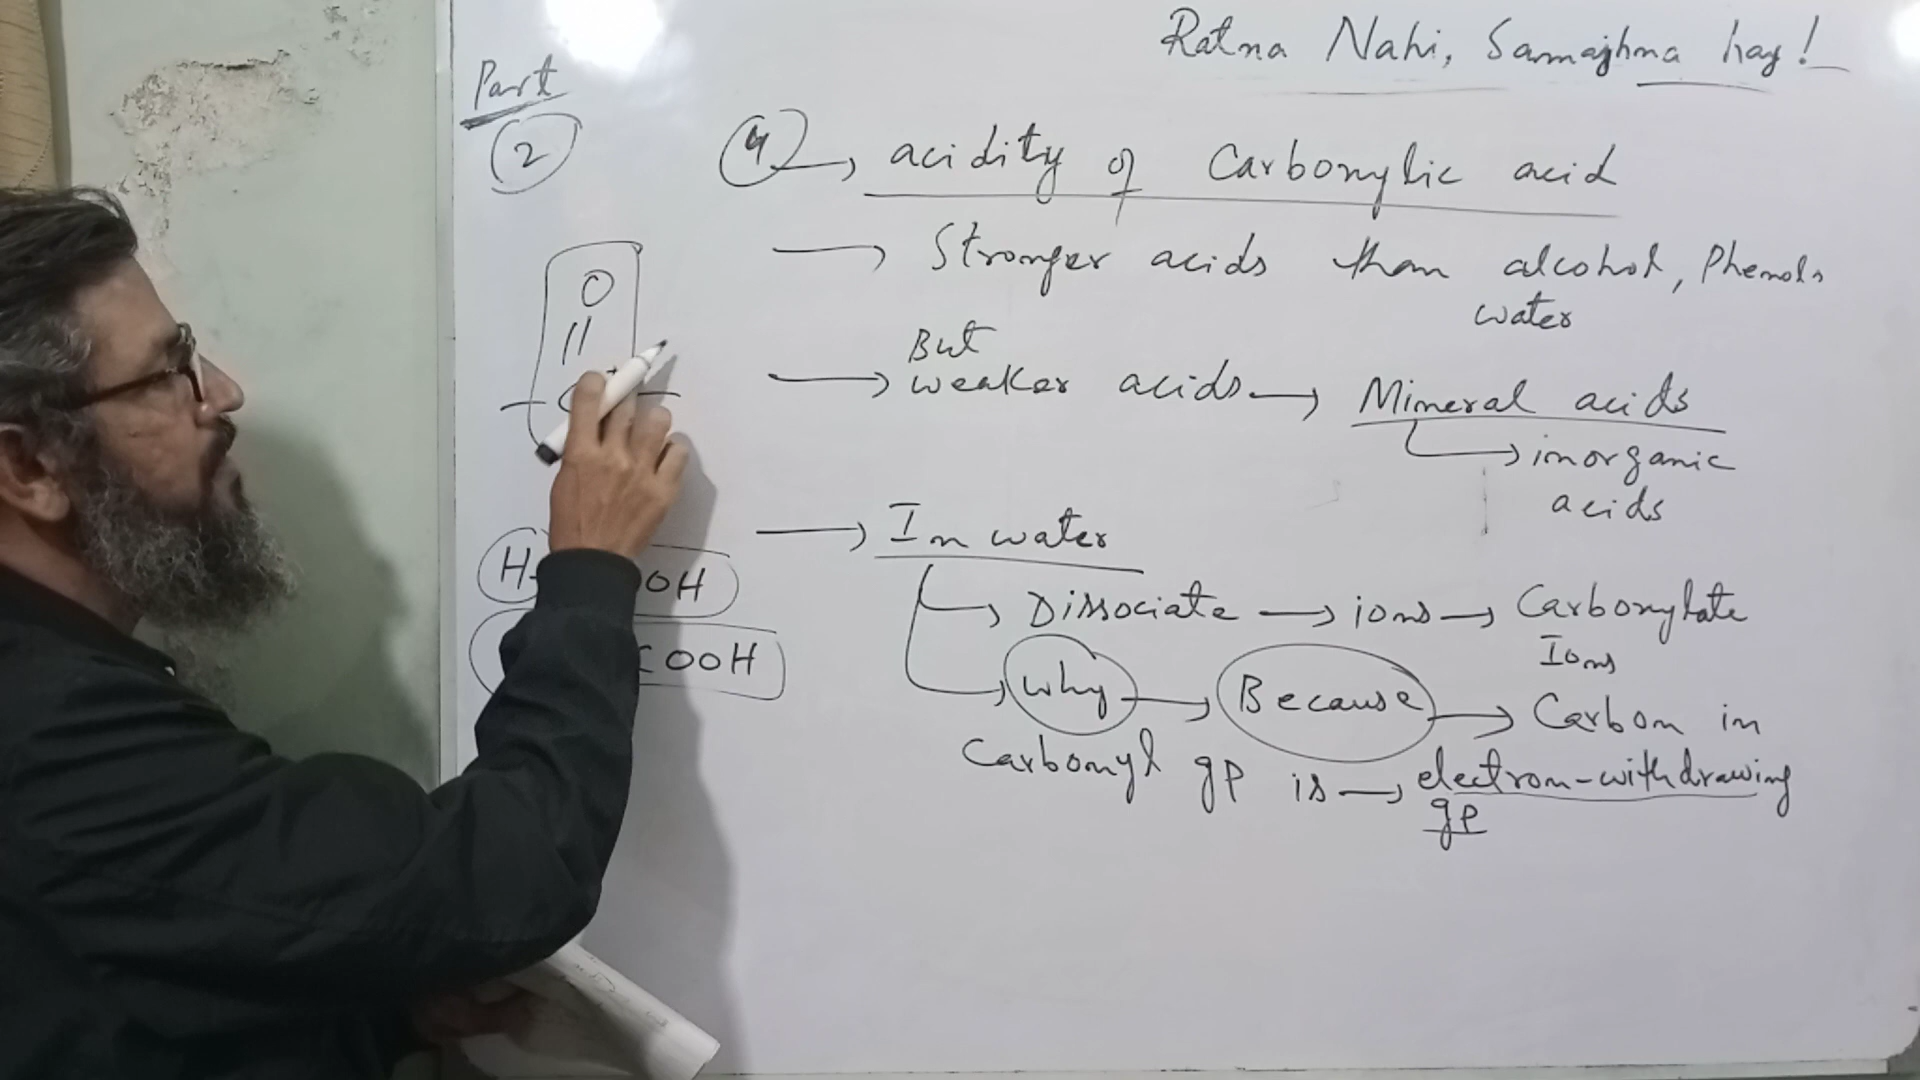 Ratna Nahi, Samajhna hay!
Part
2
4 → acidity of Carboxylic acid
→ Stronger acids than alcohol, Phenols
water
But
→ weaker acids → Mineral acids
→ inorganic
acids
O
||
→ In water
→ Dissociate → ions → Carboxylate
Ions
→ Why → Because → Carbon in
Carbonyl gp is → electron-withdrawing
gp
H OOH
COOH